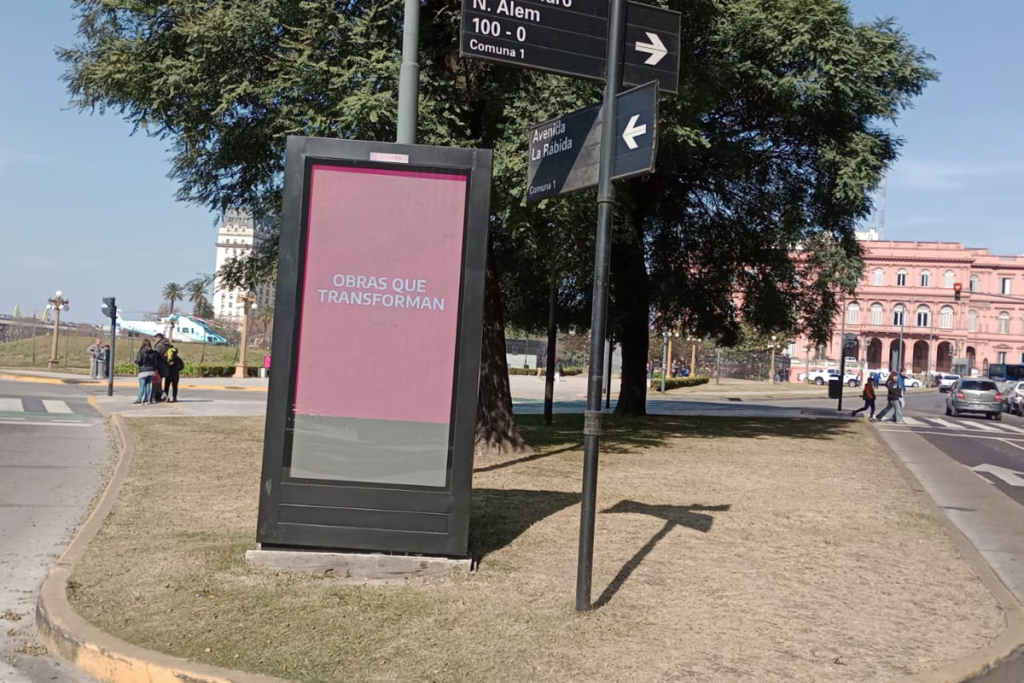 N. Alem
100 - 0
Comuna 1
Avenida
La Rábida
Comuna 1
OBRAS QUE
TRANSFORMAN